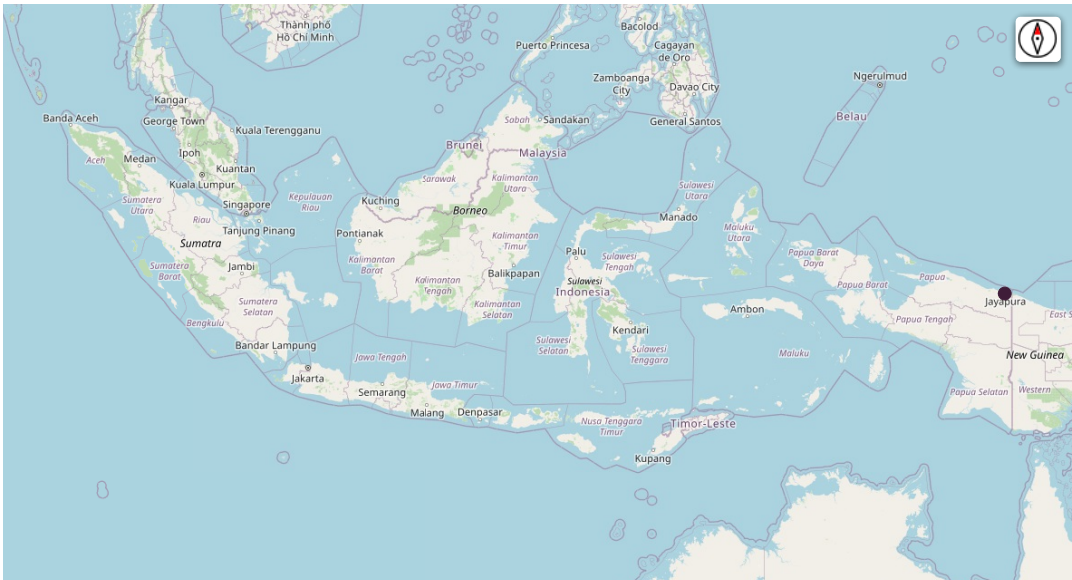 Thành phố
Hồ Chí Minh
Bacolod
Puerto Princesa
Cagayan
de Oro
Zamboanga
City
Davao City
Ngerulmud
Kangar
Banda Aceh
George Town
Kuala Terengganu
Sabah
Sandakan
General Santos
Belau
Ipoh
Brunei
Malaysia
Aceh
Medan
Kuantan
Kuala Lumpur
Sarawak
Kalimantan
Utara
Sulawesi
Utara
Sumatera
Utara
Singapore
Kepulauan
Riau
Kuching
Borneo
Manado
Riau
Tanjung Pinang
Pontianak
Kalimantan
Timur
Maluku
Utara
Sumatra
Palu
Papua Barat
Daya
Sumatera
Barat
Jambi
Kalimantan
Barat
Balikpapan
Sulawesi
Tengah
Papua
Kalimantan
Tengah
Sulawesi
Indonesia
Papua Barat
Sumatera
Selatan
Kalimantan
Selatan
Ambon
Jayapura
Bengkulu
Kendari
Papua Tengah
East S
Bandar Lampung
Jawa Tengah
Sulawesi
Selatan
Sulawesi
Tenggara
Maluku
New Guinea
Jakarta
Semarang
Jawa Timur
Papua Selatan
Western
Malang
Denpasar
Nusa Tenggara
Timur
Timor-Leste
Kupang